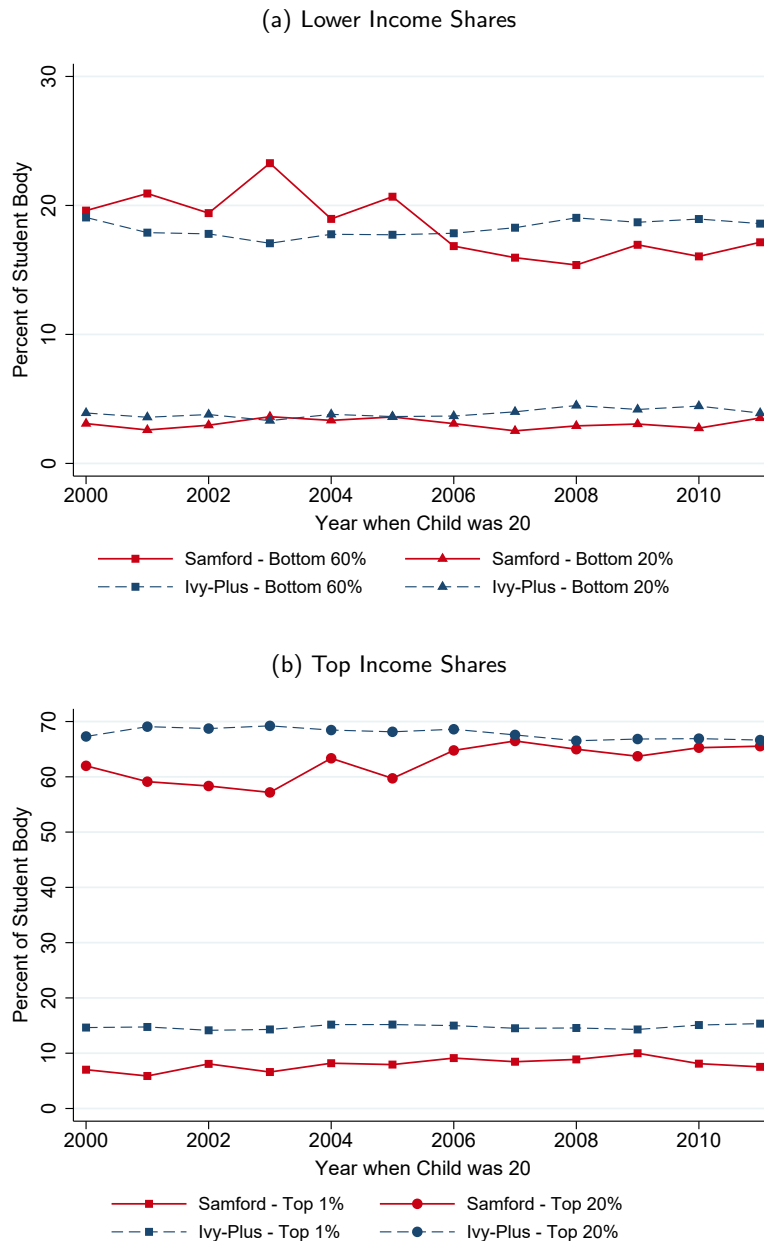 (a) Lower Income Shares
30
20
10
0
Percent of Student Body
2000 2002 2004 2006 2008 2010
Year when Child was 20
Samford - Bottom 60% Samford - Bottom 20%
Ivy-Plus - Bottom 60% Ivy-Plus - Bottom 20%
(b) Top Income Shares
70
60
50
40
30
20
10
0
Percent of Student Body
2000 2002 2004 2006 2008 2010
Year when Child was 20
Samford - Top 1% Samford - Top 20%
Ivy-Plus - Top 1% Ivy-Plus - Top 20%